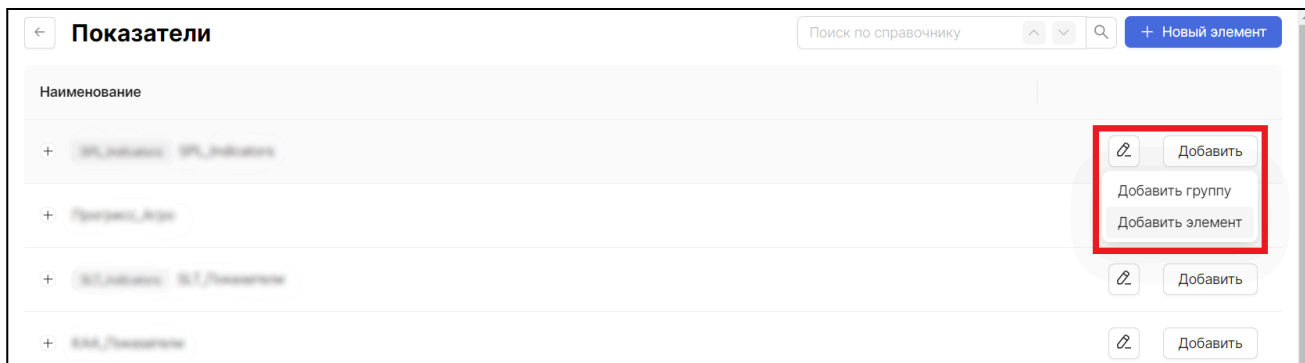 Показатели
Поиск по справочнику
+ Новый элемент
Наименование
Добавить
Добавить группу
Добавить элемент
Добавить
Добавить